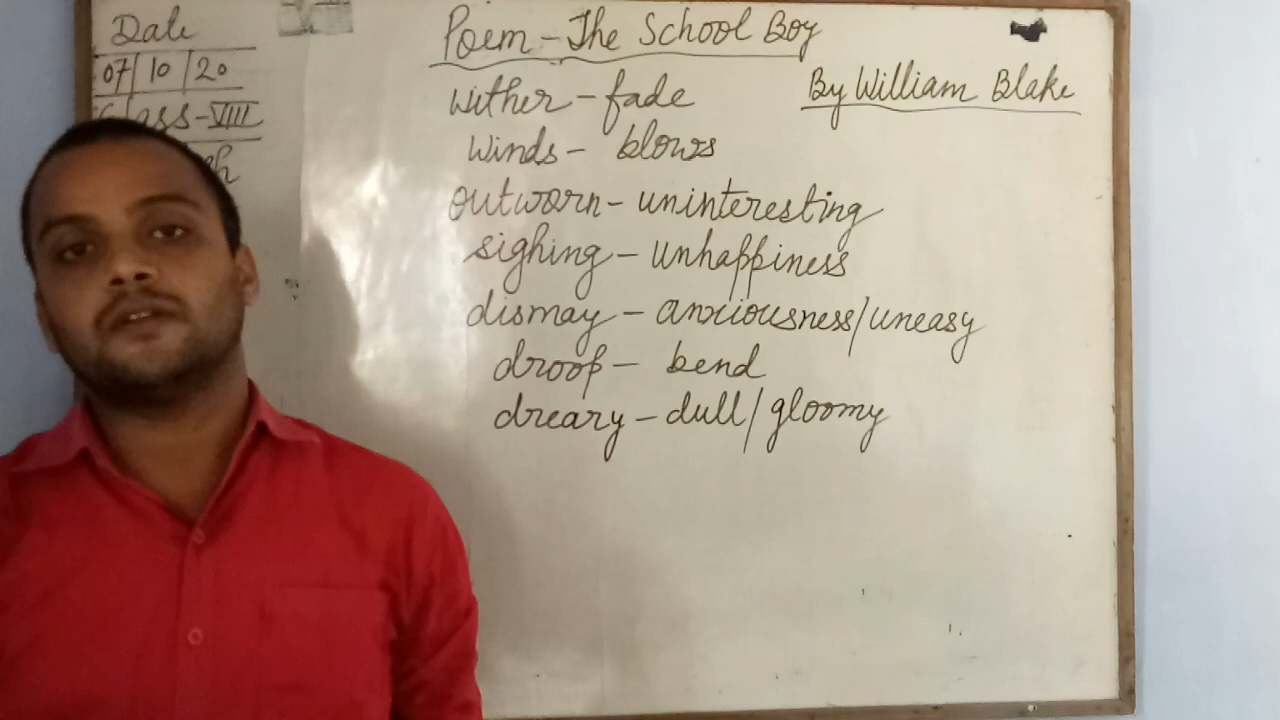 Date
07/10/20
Class-VIII
Poem - The School Boy
By William Blake
Wither - fade
Winds - blows
outworn - uninteresting
sighing - unhappiness
dismay - anxiousness/uneasy
droop - bend
dreary - dull/gloomy